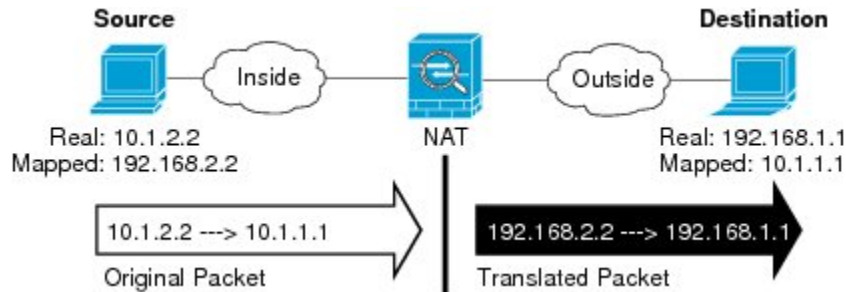 Source
Destination
Inside
Outside
Real: 10.1.2.2
Mapped: 192.168.2.2
NAT
Real: 192.168.1.1
Mapped: 10.1.1.1
10.1.2.2 ---> 10.1.1.1
192.168.2.2 ---> 192.168.1.1
Original Packet
Translated Packet